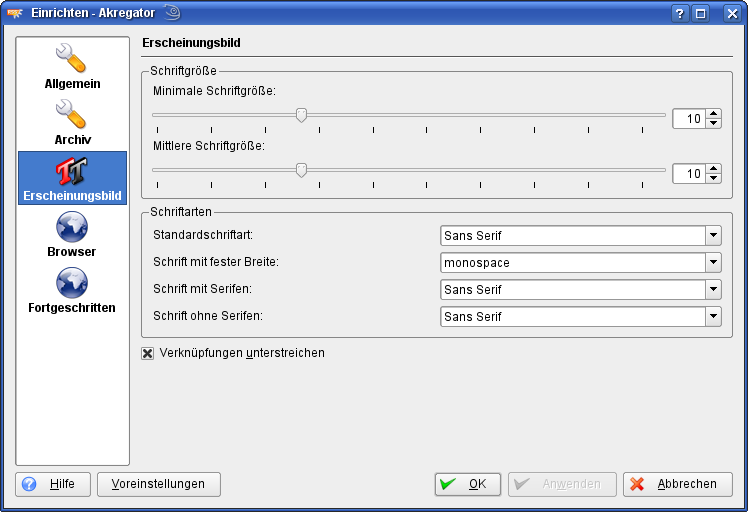 Einrichten - Akregator
Allgemein
Archiv
Erscheinungsbild
Browser
Fortgeschritten
Erscheinungsbild
Schriftgröße
Minimale Schriftgröße:
10
Mittlere Schriftgröße:
10
Schriftarten
Standardschriftart: Sans Serif
Schrift mit fester Breite: monospace
Schrift mit Serifen: Sans Serif
Schrift ohne Serifen: Sans Serif
Verknüpfungen unterstreichen
Hilfe Voreinstellungen OK Anwenden Abbrechen